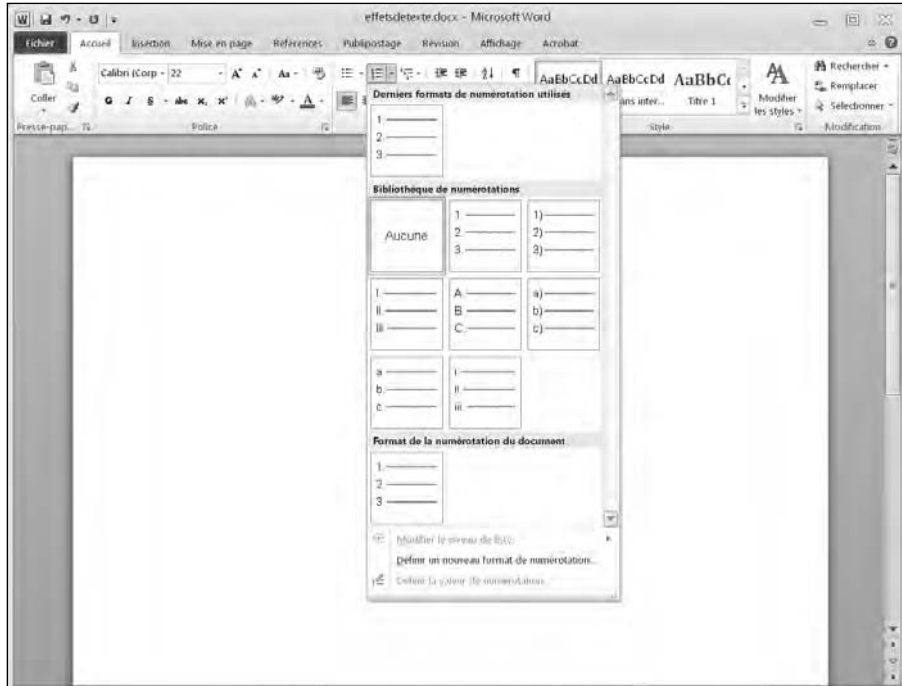 effetsdetexte.docx - Microsoft Word
Fichier Accueil Insertion Mise en page Références Publipostage Révision Affichage Acrobat
Coller
Calibri (Corp 22
AaBbCcDd AaBbCcDd AaBbCc
ans inter... Titre 1
Modifier les styles
Rechercher
Remplacer
Sélectionner
Presse-pap... Police Style Modification
Derniers formats de numérotation utilisés
1.
2.
3.
Bibliothèque de numérotations
Aucune
1.
2.
3.
1)
2)
3)
I.
II.
III.
A.
B.
C.
a)
b)
c)
a.
b.
c.
i.
ii.
iii.
Format de la numérotation du document
1.
2.
3.
Modifier le niveau de liste
Définir un nouveau format de numérotation...
Définir la valeur de numérotation...